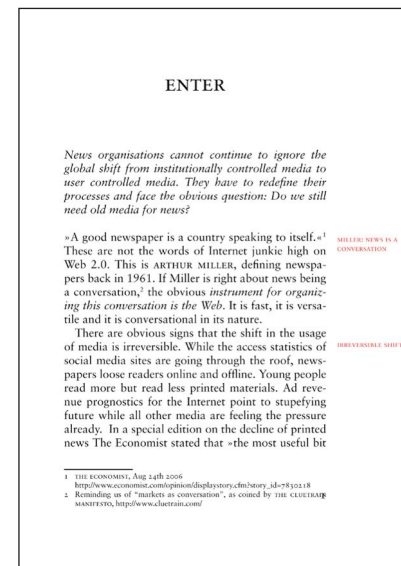 ENTER
News organisations cannot continue to ignore the
global shift from institutionally controlled media to
user controlled media. They have to redefine their
processes and face the obvious question: Do we still
need old media for news?
»A good newspaper is a country speaking to itself.«1
These are not the words of Internet junkie high on
Web 2.0. This is ARTHUR MILLER, defining newspa-
pers back in 1961. If Miller is right about news being
a conversation,2 the obvious instrument for organiz-
ing this conversation is the Web. It is fast, it is versa-
tile and it is conversational in its nature.
MILLER: NEWS IS A
CONVERSATION
There are obvious signs that the shift in the usage
of media is irreversible. While the access statistics of
social media sites are going through the roof, news-
papers loose readers online and offline. Young people
read more but read less printed materials. Ad reve-
nue prognostics for the Internet point to stupefying
future while all other media are feeling the pressure
already. In a special edition on the decline of printed
news The Economist stated that »the most useful bit
IRREVERSIBLE SHIFT
1 THE ECONOMIST, Aug 24th 2006
http://www.economist.com/opinion/displaystory.cfm?story_id=7830218
2 Reminding us of "markets as conversation", as coined by THE CLUETRAIN
MANIFESTO, http://www.cluetrain.com/